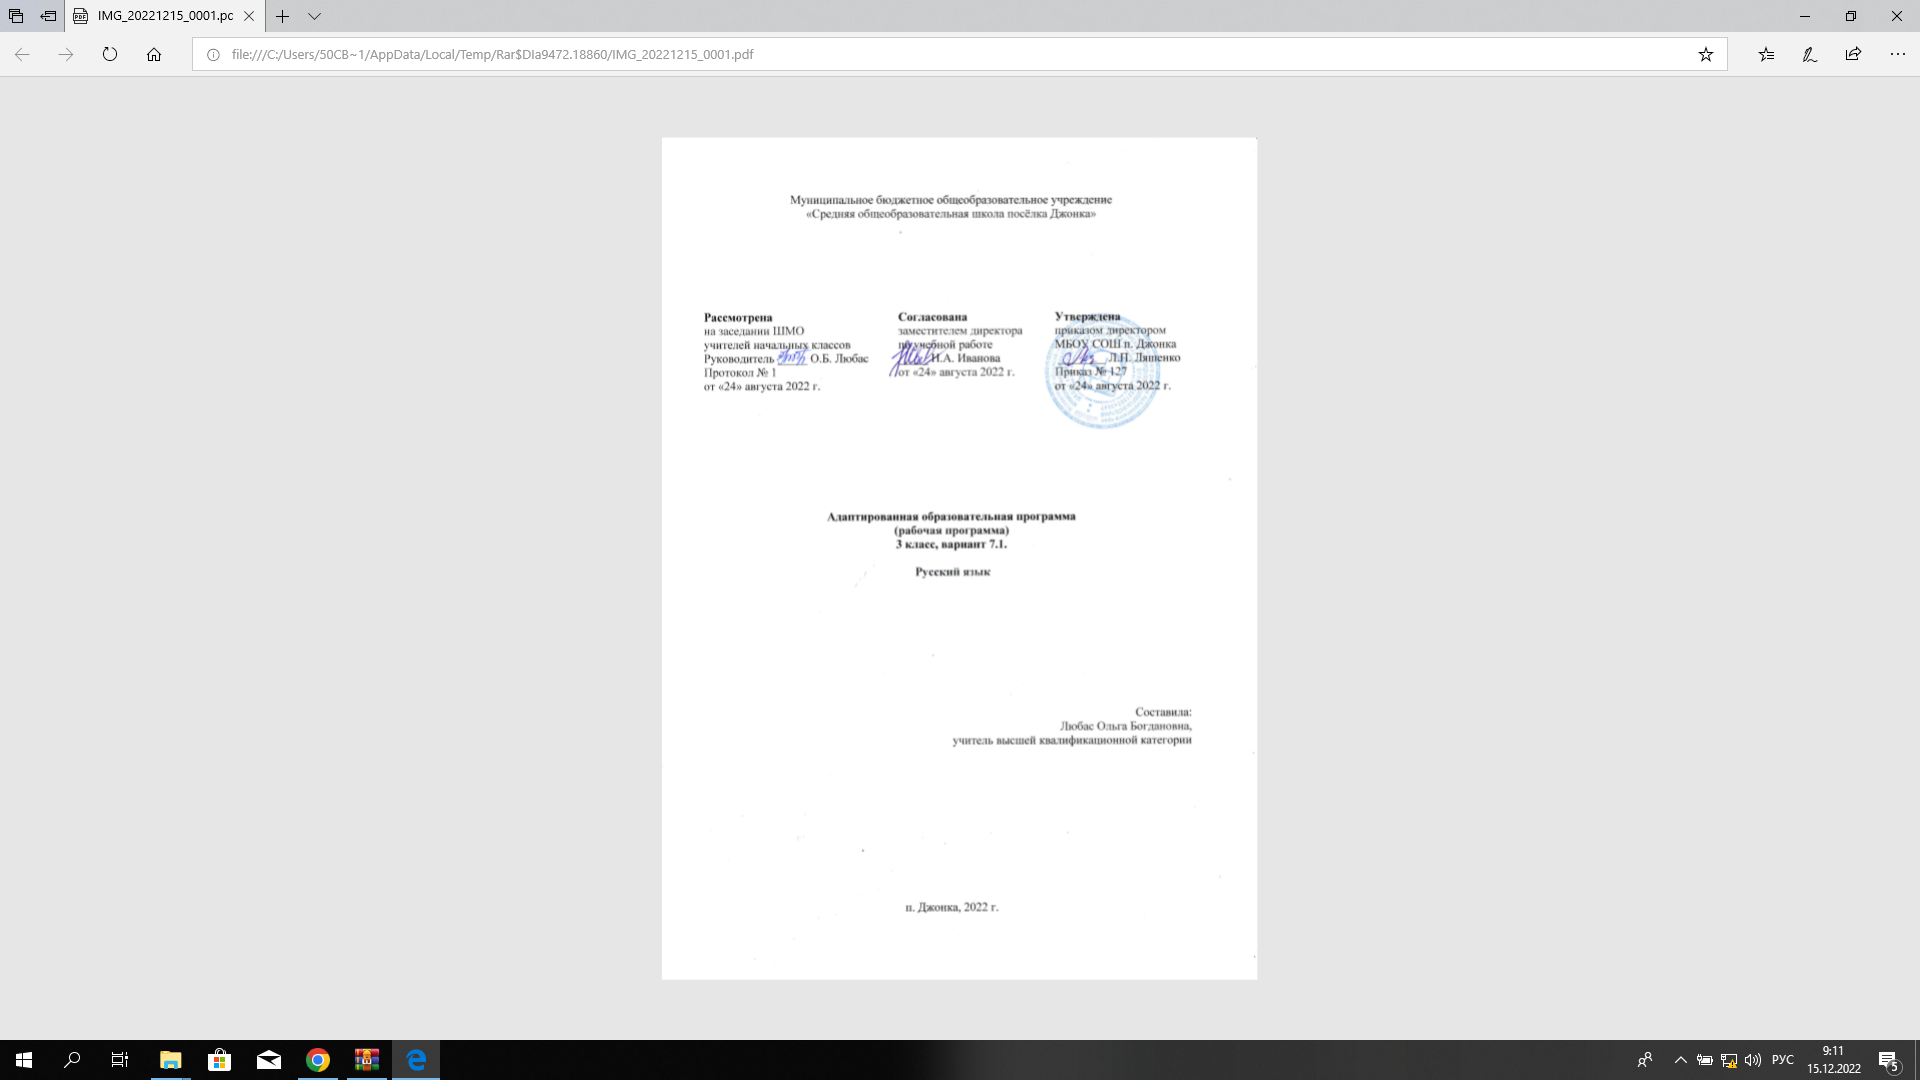 IMG_20221215_0001.pd
file:///C:/Users/50CB~1/AppData/Local/Temp/Rar$DIa9472.18860/IMG_20221215_0001.pdf
Муниципальное бюджетное общеобразовательное учреждение
«Средняя общеобразовательная школа посёлка Джонка»
Рассмотрена
на заседании ШМО
учителей начальных классов
Руководитель О.Б. Любас
Протокол № 1
от «24» августа 2022 г.
Согласована
заместителем директора
по учебной работе
И.А. Иванова
от «24» августа 2022 г.
Утверждена
приказом директором
МБОУ СОШ п. Джонка
Л.П. Ляшенко
Приказ № 127
от «24» августа 2022 г.
Адаптированная образовательная программа
(рабочая программа)
3 класс, вариант 7.1.
Русский язык
Составила:
Любас Ольга Богдановна,
учитель высшей квалификационной категории
п. Джонка, 2022 г.
РУС
9:11
15.12.2022
5